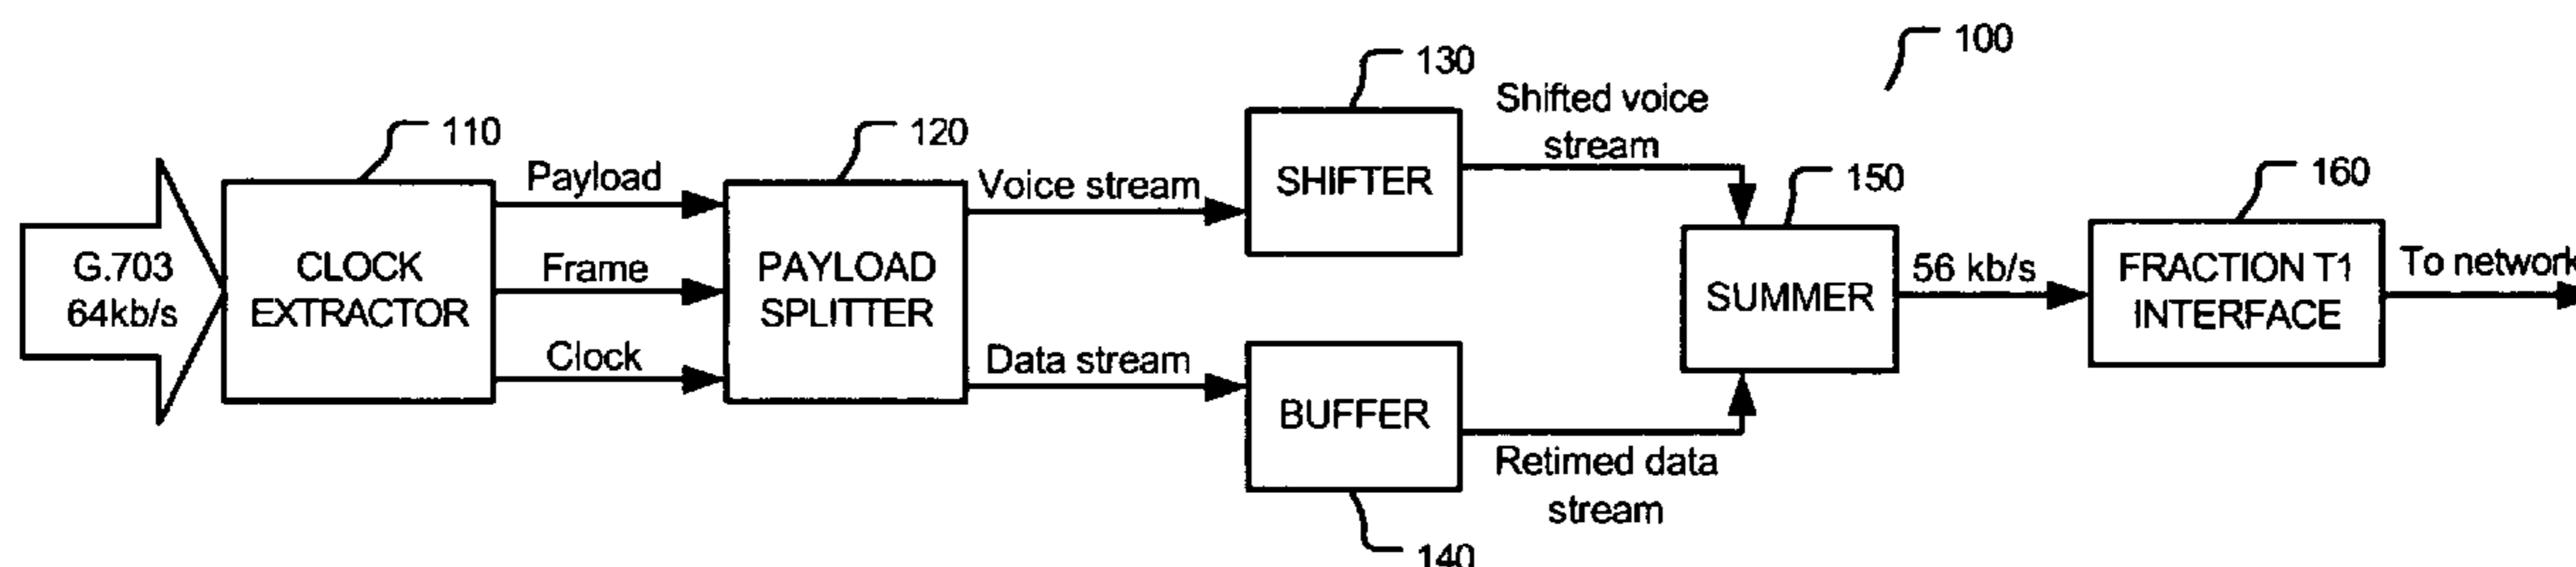 100
130
Shifted voice
stream
110
120
Payload
Voice stream
SHIFTER
150
160
G.703
64kb/s
CLOCK
EXTRACTOR
Frame
PAYLOAD
SPLITTER
SUMMER
56 kb/s
FRACTION T1
INTERFACE
To network
Clock
Data stream
BUFFER
Retimed data
stream
140